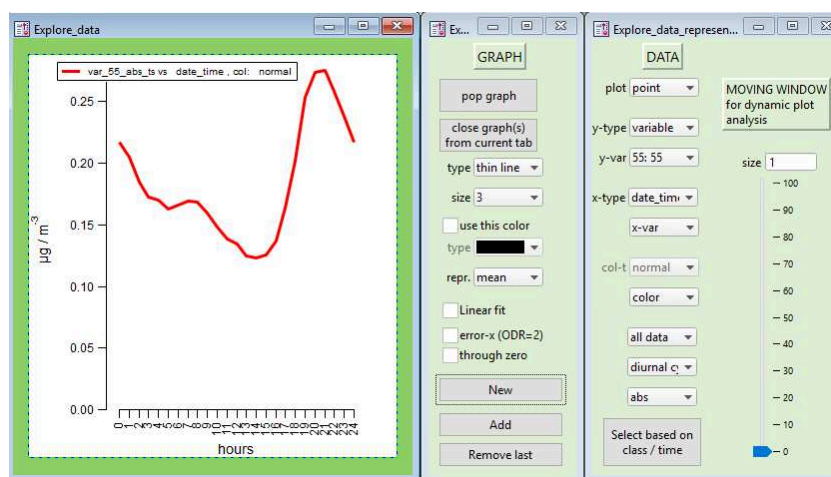 Explore_data
var_55_abs_ts vs date_time , col: normal
0.25
0.20
0.15
0.10
0.05
0.00
µg / m-3
0 1 2 3 4 5 6 7 8 9 10 11 12 13 14 15 16 17 18 19 20 21 22 23 24
hours
Ex...
GRAPH
pop graph
close graph(s)
from current tab
type thin line
size 3
use this color
type
repr. mean
Linear fit
error-x (ODR=2)
through zero
New
Add
Remove last
Explore_data_represen...
DATA
plot point
y-type variable
y-var 55: 55
x-type date_tim
x-var
col-t normal
color
all data
diurnal cy
abs
Select based on
class / time
MOVING WINDOW
for dynamic plot
analysis
size 1
100
90
80
70
60
50
40
30
20
10
0